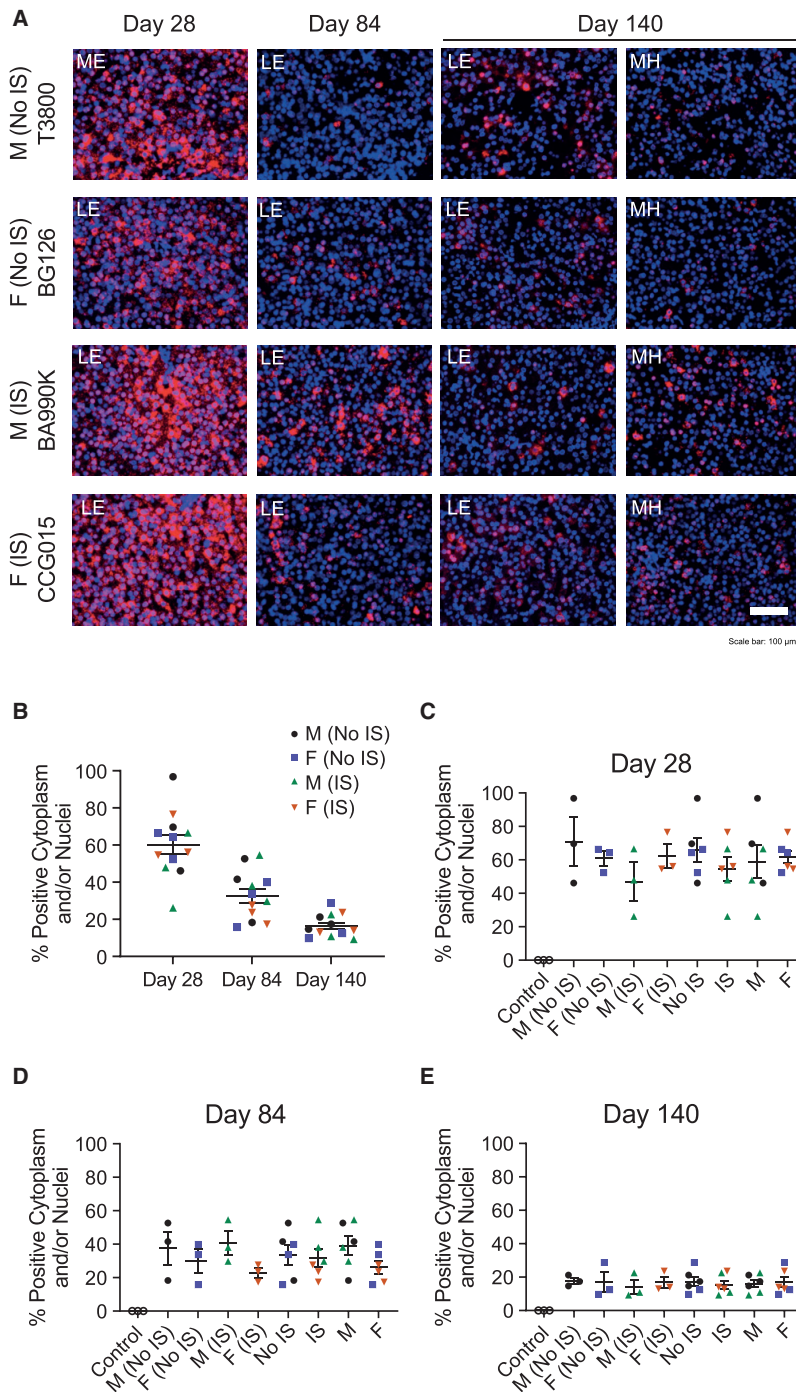 A
Day 28
Day 84
Day 140
M (No IS)
T3800
ME
LE
LE
MH
F (No IS)
BG126
LE
LE
LE
MH
M (IS)
BA990K
LE
LE
LE
MH
F (IS)
CCG015
LE
LE
LE
MH
Scale bar: 100 µm
B
% Positive Cytoplasm
and/or Nuclei
100
80
60
40
20
0
Day 28
Day 84
Day 140
M (No IS)
F (No IS)
M (IS)
F (IS)
C
Day 28
% Positive Cytoplasm
and/or Nuclei
100
80
60
40
20
0
Control
M (No IS)
F (No IS)
M (IS)
F (IS)
No IS
IS
M
F
D
Day 84
% Positive Cytoplasm
and/or Nuclei
100
80
60
40
20
0
Control
M (No IS)
F (No IS)
M (IS)
F (IS)
No IS
IS
M
F
E
Day 140
% Positive Cytoplasm
and/or Nuclei
100
80
60
40
20
0
Control
M (No IS)
F (No IS)
M (IS)
F (IS)
No IS
IS
M
F